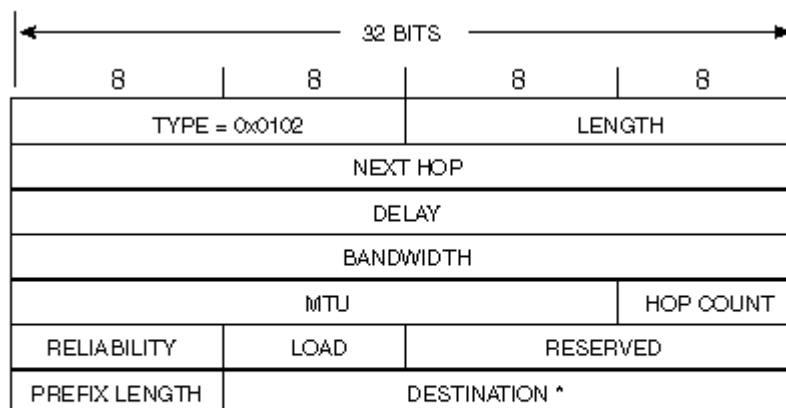 32 BITS
8 8 8 8
TYPE = 0x0102 LENGTH
NEXT HOP
DELAY
BANDWIDTH
MTU HOP COUNT
RELIABILITY LOAD RESERVED
PREFIX LENGTH DESTINATION *